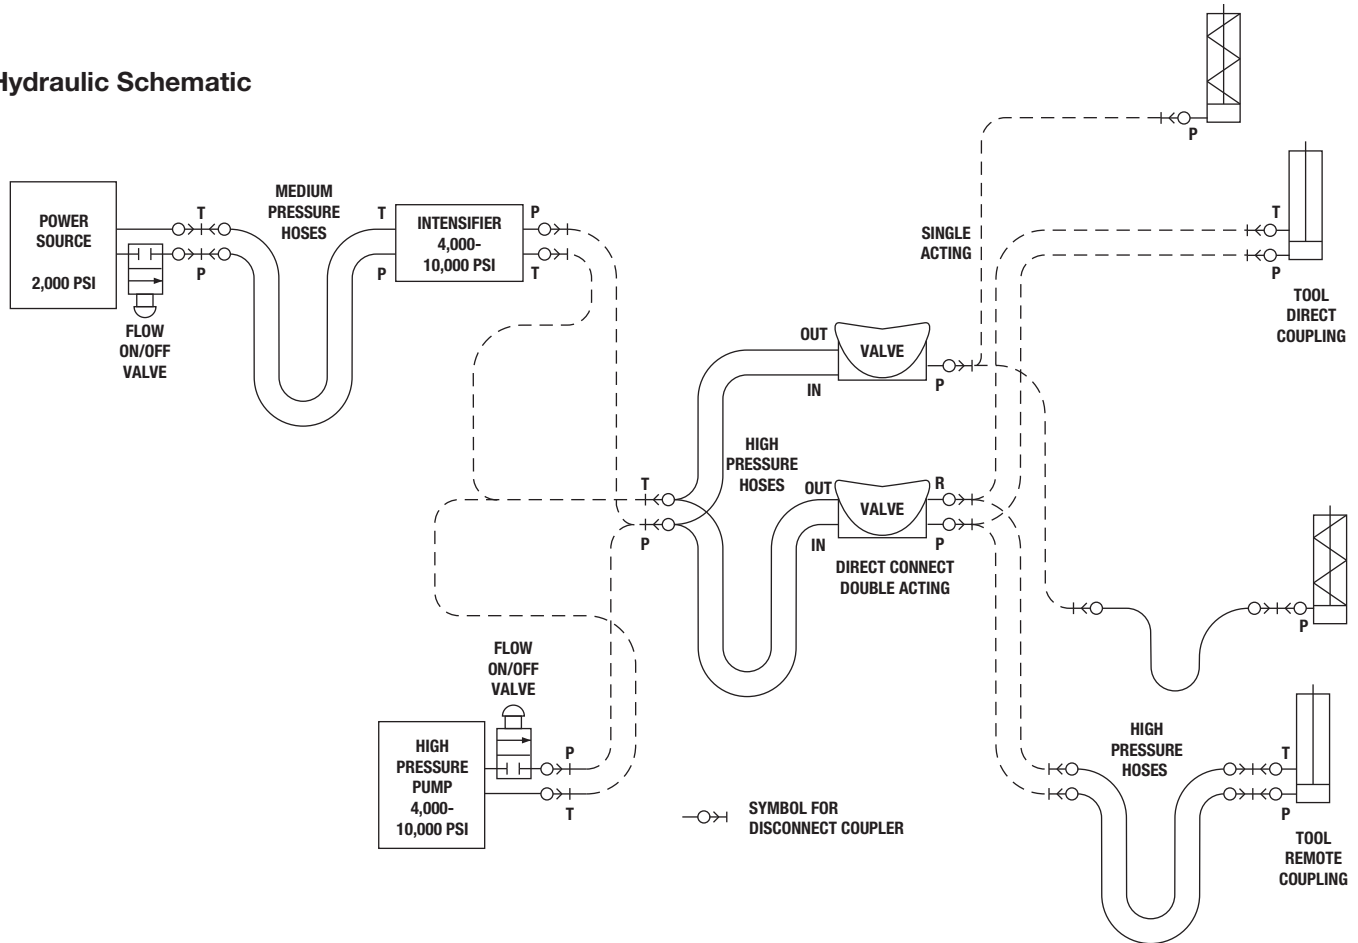 Hydraulic Schematic
P
T
P
TOOL
DIRECT
COUPLING
SINGLE
ACTING
POWER
SOURCE
2,000 PSI
T
P
FLOW
ON/OFF
VALVE
MEDIUM
PRESSURE
HOSES
T
P
INTENSIFIER
4,000-
10,000 PSI
P
T
OUT
IN
VALVE
P
HIGH
PRESSURE
HOSES
T
P
OUT
IN
VALVE
R
P
DIRECT CONNECT
DOUBLE ACTING
P
FLOW
ON/OFF
VALVE
HIGH
PRESSURE
PUMP
4,000-
10,000 PSI
P
T
SYMBOL FOR
DISCONNECT COUPLER
HIGH
PRESSURE
HOSES
T
P
TOOL
REMOTE
COUPLING